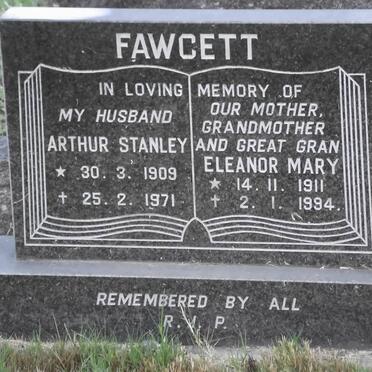 FAWCETT
IN LOVING MEMORY OF
MY HUSBAND
ARTHUR STANLEY
★ 30. 3. 1909
† 25. 2. 1971.
OUR MOTHER,
GRANDMOTHER
AND GREAT GRAN
ELEANOR MARY
★ 14. 11. 1911
† 2. 1. 1994.
REMEMBERED BY ALL
R. I. P.